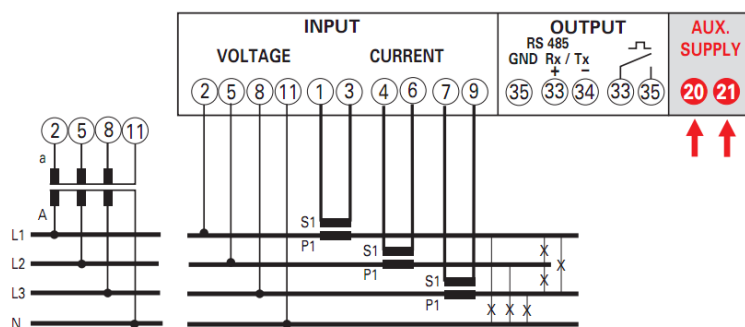 INPUT
OUTPUT
AUX.
SUPPLY
VOLTAGE
CURRENT
RS 485
GND Rx / Tx
+ −
2 5 8 11 1 3 4 6 7 9 35 33 34 33 35 20 21
2 5 8 11
a
A
S1
L1
P1
S1
L2
P1
S1
L3
P1
N
X
X
X
X X X